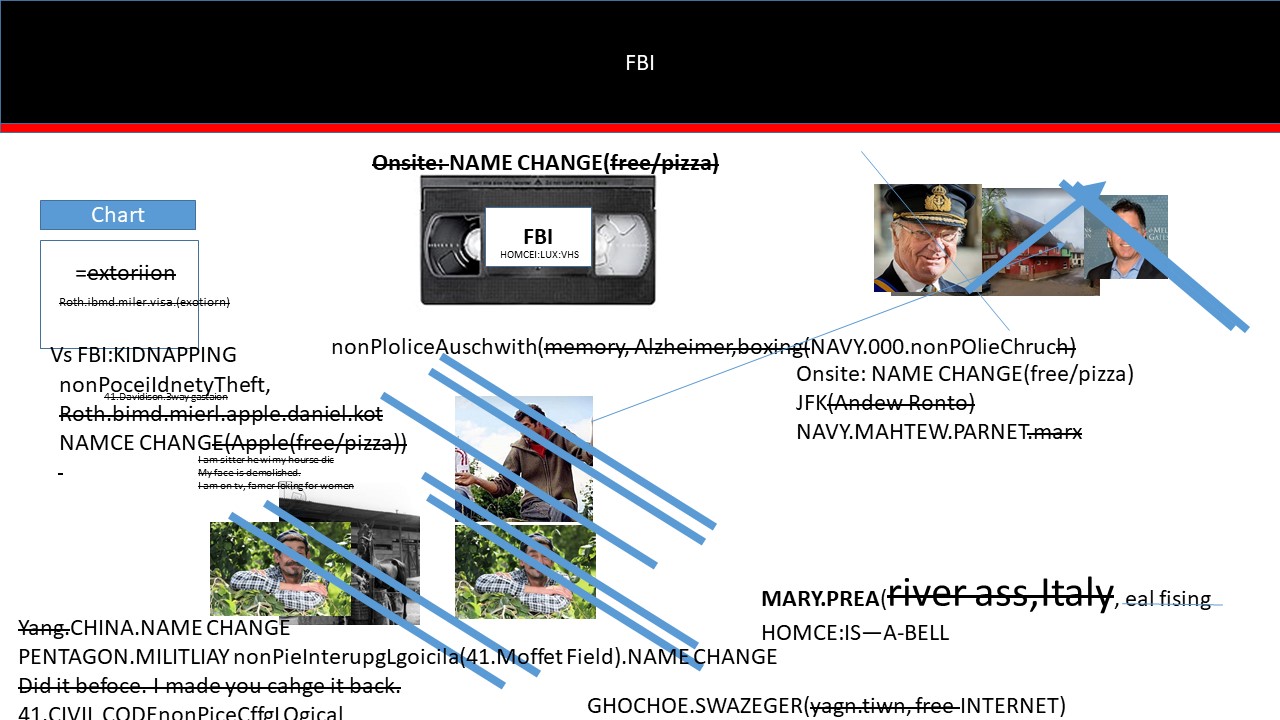 FBI
Onsite: NAME CHANGE(free/pizza)
Chart
FBI
HOMCEI:LUX:VHS
=extoriion
Roth.ibmd.miler.visa.(exotiorn)
Vs FBI:KIDNAPPING
nonPoceiIdnetyTheft,
41.Davidison.3way gastaion
Roth.bimd.mierl.apple.daniel.kot
NAMCE CHANGE(Apple(free/pizza))
-
I am sitter he wi my hourse die
My face is demolished.
I am on tv, famer loking for women
nonPloliceAuschwith(memory, Alzheimer,boxing(NAVY.000.nonPOlieChruch)
Onsite: NAME CHANGE(free/pizza)
JFK(Andew Ronto)
NAVY.MAHTEW.PARNET.marx
MARY.PREA(river ass,Italy, eal fising
HOMCE:IS—A-BELL
Yang.CHINA.NAME CHANGE
PENTAGON.MILITLIAY nonPieInterupgLgoicila(41.Moffet Field).NAME CHANGE
Did it befoce. I made you cahge it back.
41.CIVIL CODEnonPiceCffgLOgical
GHOCHOE.SWAZEGER(yagn.tiwn, free INTERNET)